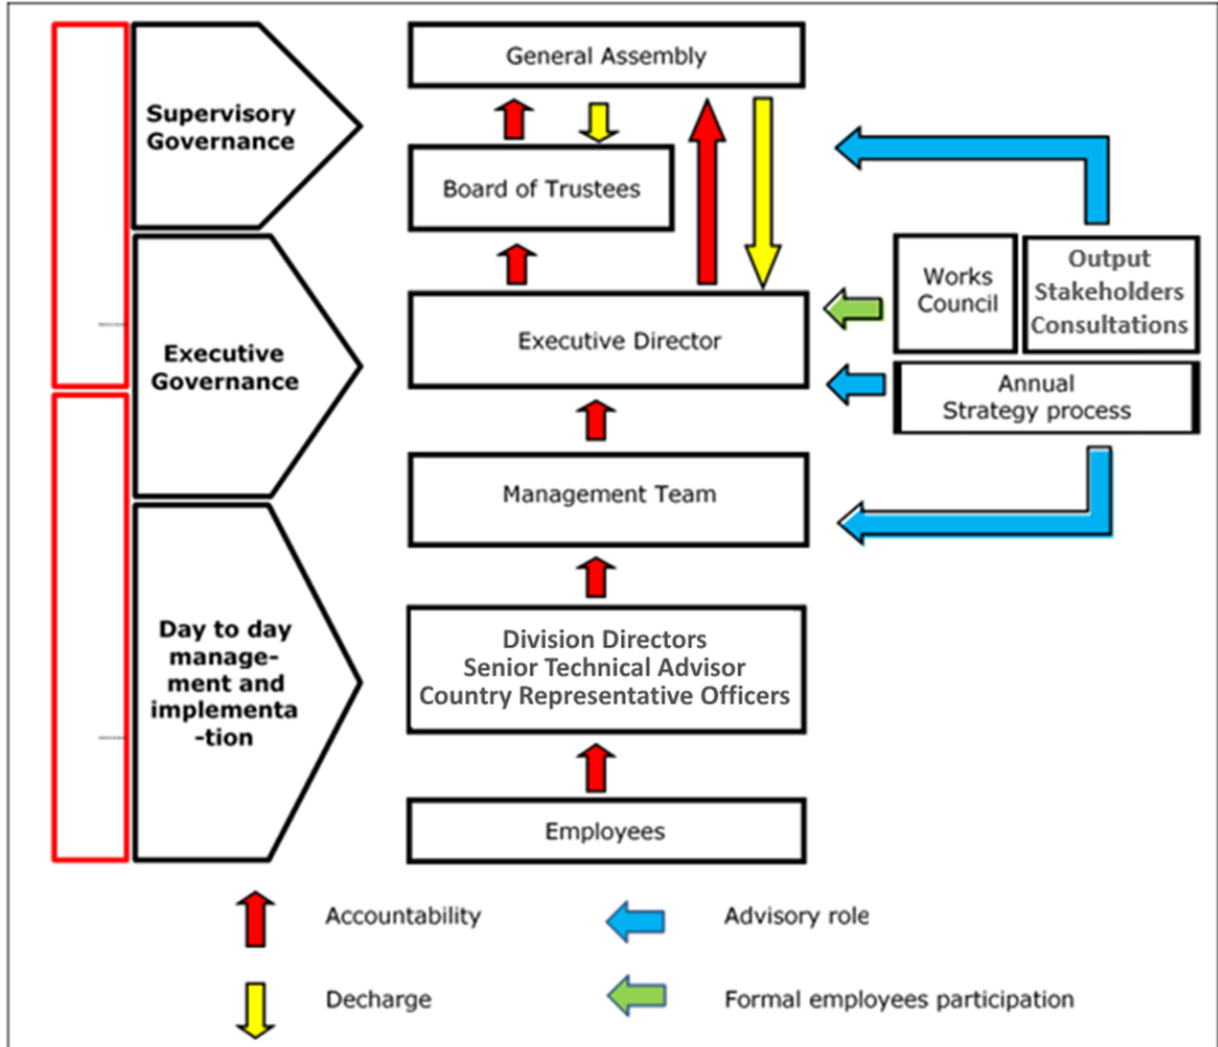 General Assembly
Supervisory
Governance
Board of Trustees
Works
Council
Output
Stakeholders
Consultations
Executive Director
Executive
Governance
Annual
Strategy process
Management Team
Day to day
manage-
ment and
implementa
-tion
Division Directors
Senior Technical Advisor
Country Representative Officers
Employees
Accountability
Advisory role
Decharge
Formal employees participation